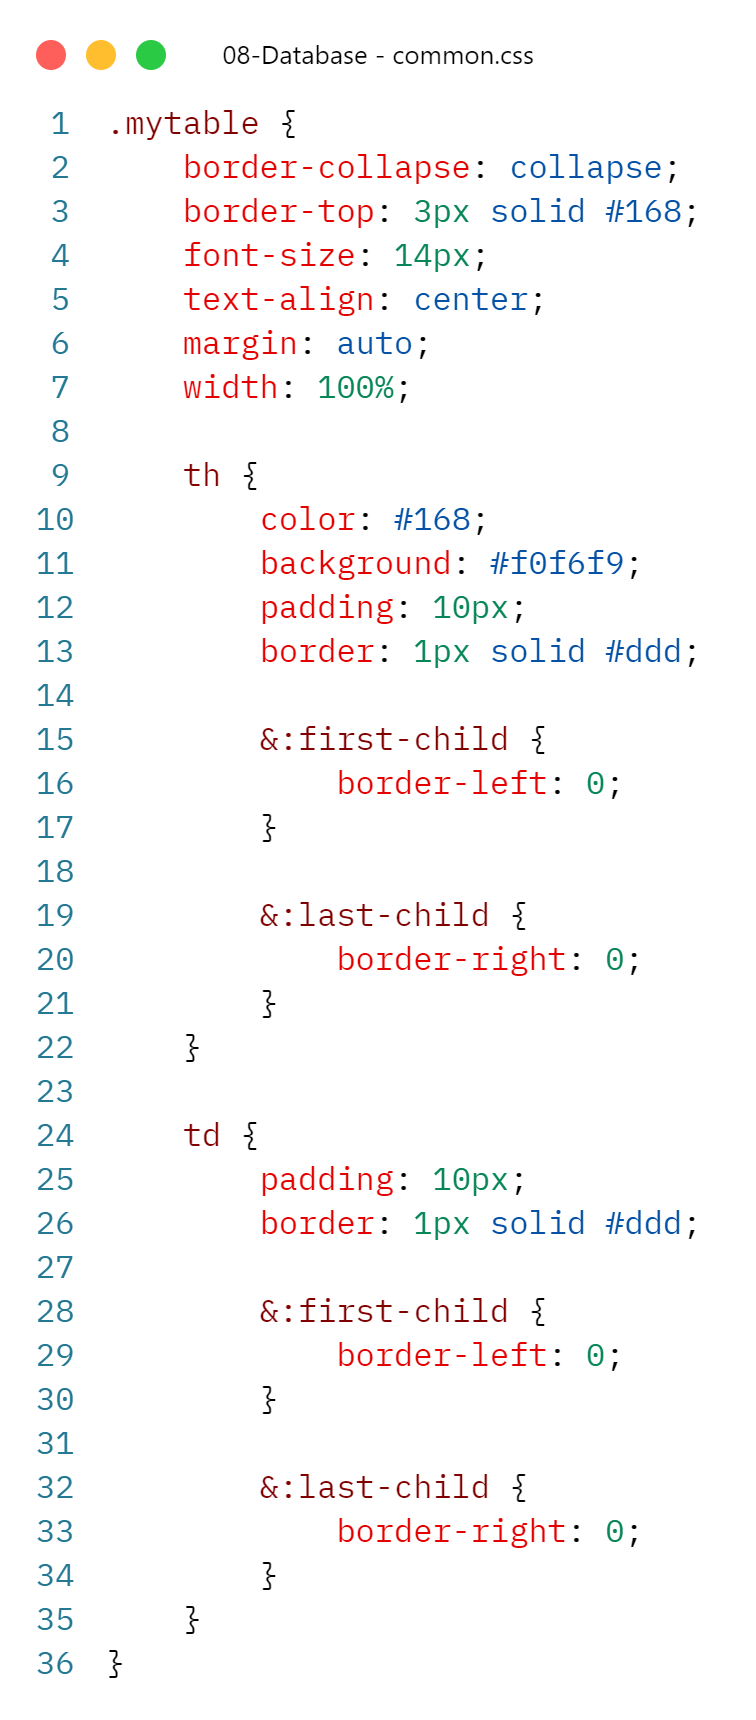 08-Database - common.css
1 .mytable {
2     border-collapse: collapse;
3     border-top: 3px solid #168;
4     font-size: 14px;
5     text-align: center;
6     margin: auto;
7     width: 100%;
8
9     th {
10         color: #168;
11         background: #f0f6f9;
12         padding: 10px;
13         border: 1px solid #ddd;
14
15         &:first-child {
16             border-left: 0;
17         }
18
19         &:last-child {
20             border-right: 0;
21         }
22     }
23
24     td {
25         padding: 10px;
26         border: 1px solid #ddd;
27
28         &:first-child {
29             border-left: 0;
30         }
31
32         &:last-child {
33             border-right: 0;
34         }
35     }
36 }